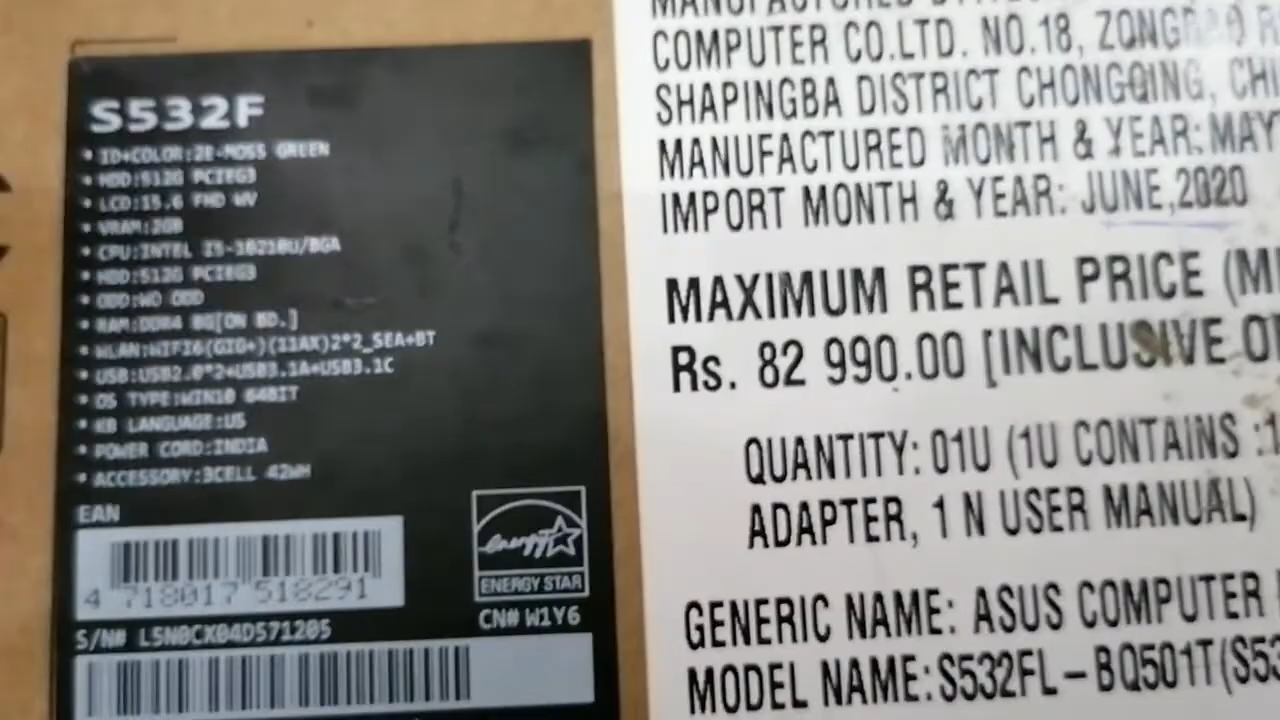 S532F
• ID+COLOR:2E-MOSS GREEN
• HDD:512G PCIEG3
• LCD:15.6 FHD WV
• VRAM:2GB
• CPU:INTEL I5-10210U/BGA
• HDD:512G PCIEG3
• ODD:WO ODD
• RAM:DDR4 8G[ON BD.]
• WLAN:WIFI6(GIG+)(11AX)2*2_SEA+BT
• USB:USB2.0*2+USB3.1A+USB3.1C
• OS TYPE:WIN10 64BIT
• KB LANGUAGE:US
• POWER CORD:INDIA
• ACCESSORY:3CELL 42WH
EAN
4 718017 518291
ENERGY STAR
CN# W1Y6
S/N# L5N0CX04D571205
MANUFACTURED
COMPUTER CO.LTD. NO.18,
SHAPINGBA DISTRICT CHONGQING,
MANUFACTURED MONTH & YEAR: MAY
IMPORT MONTH & YEAR: JUNE,2020
MAXIMUM RETAIL PRICE
Rs. 82 990.00 [INCLUSIVE
QUANTITY: 01U (1U CONTAINS :1
ADAPTER, 1 N USER MANUAL)
GENERIC NAME: ASUS COMPUTER
MODEL NAME:S532FL-BQ501T(S53